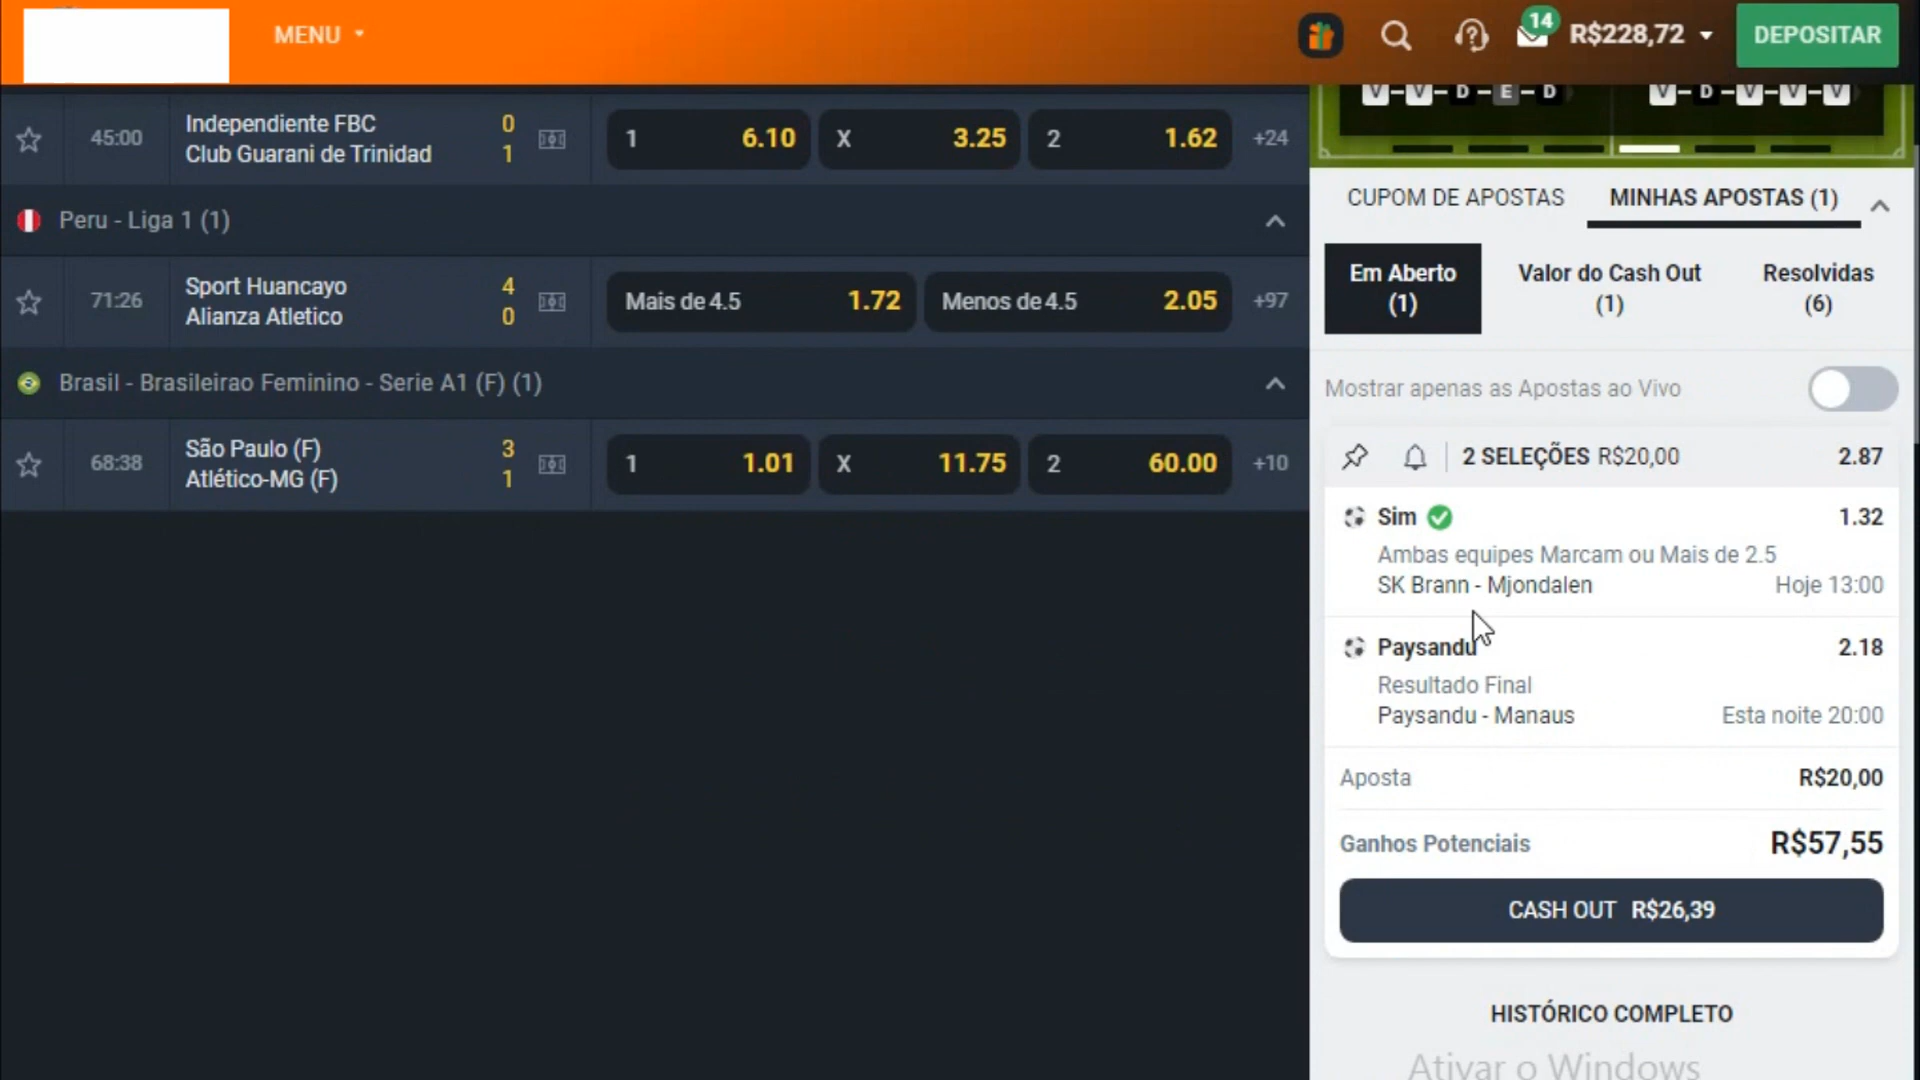 MENU
14
R$228,72
DEPOSITAR
V-V-D-E-D
V-D-V-V-V
45:00
Independiente FBC 0
Club Guarani de Trinidad 1
1 6.10
X 3.25
2 1.62
+24
Peru - Liga 1 (1)
71:26
Sport Huancayo 4
Alianza Atletico 0
Mais de 4.5 1.72
Menos de 4.5 2.05
+97
Brasil - Brasileirao Feminino - Serie A1 (F) (1)
68:38
São Paulo (F) 3
Atlético-MG (F) 1
1 1.01
X 11.75
2 60.00
+10
CUPOM DE APOSTAS
MINHAS APOSTAS (1)
Em Aberto
(1)
Valor do Cash Out
(1)
Resolvidas
(6)
Mostrar apenas as Apostas ao Vivo
2 SELEÇÕES R$20,00 2.87
Sim 1.32
Ambas equipes Marcam ou Mais de 2.5
SK Brann - Mjondalen Hoje 13:00
Paysandu 2.18
Resultado Final
Paysandu - Manaus Esta noite 20:00
Aposta R$20,00
Ganhos Potenciais R$57,55
CASH OUT R$26,39
HISTÓRICO COMPLETO
Ativar o Windows